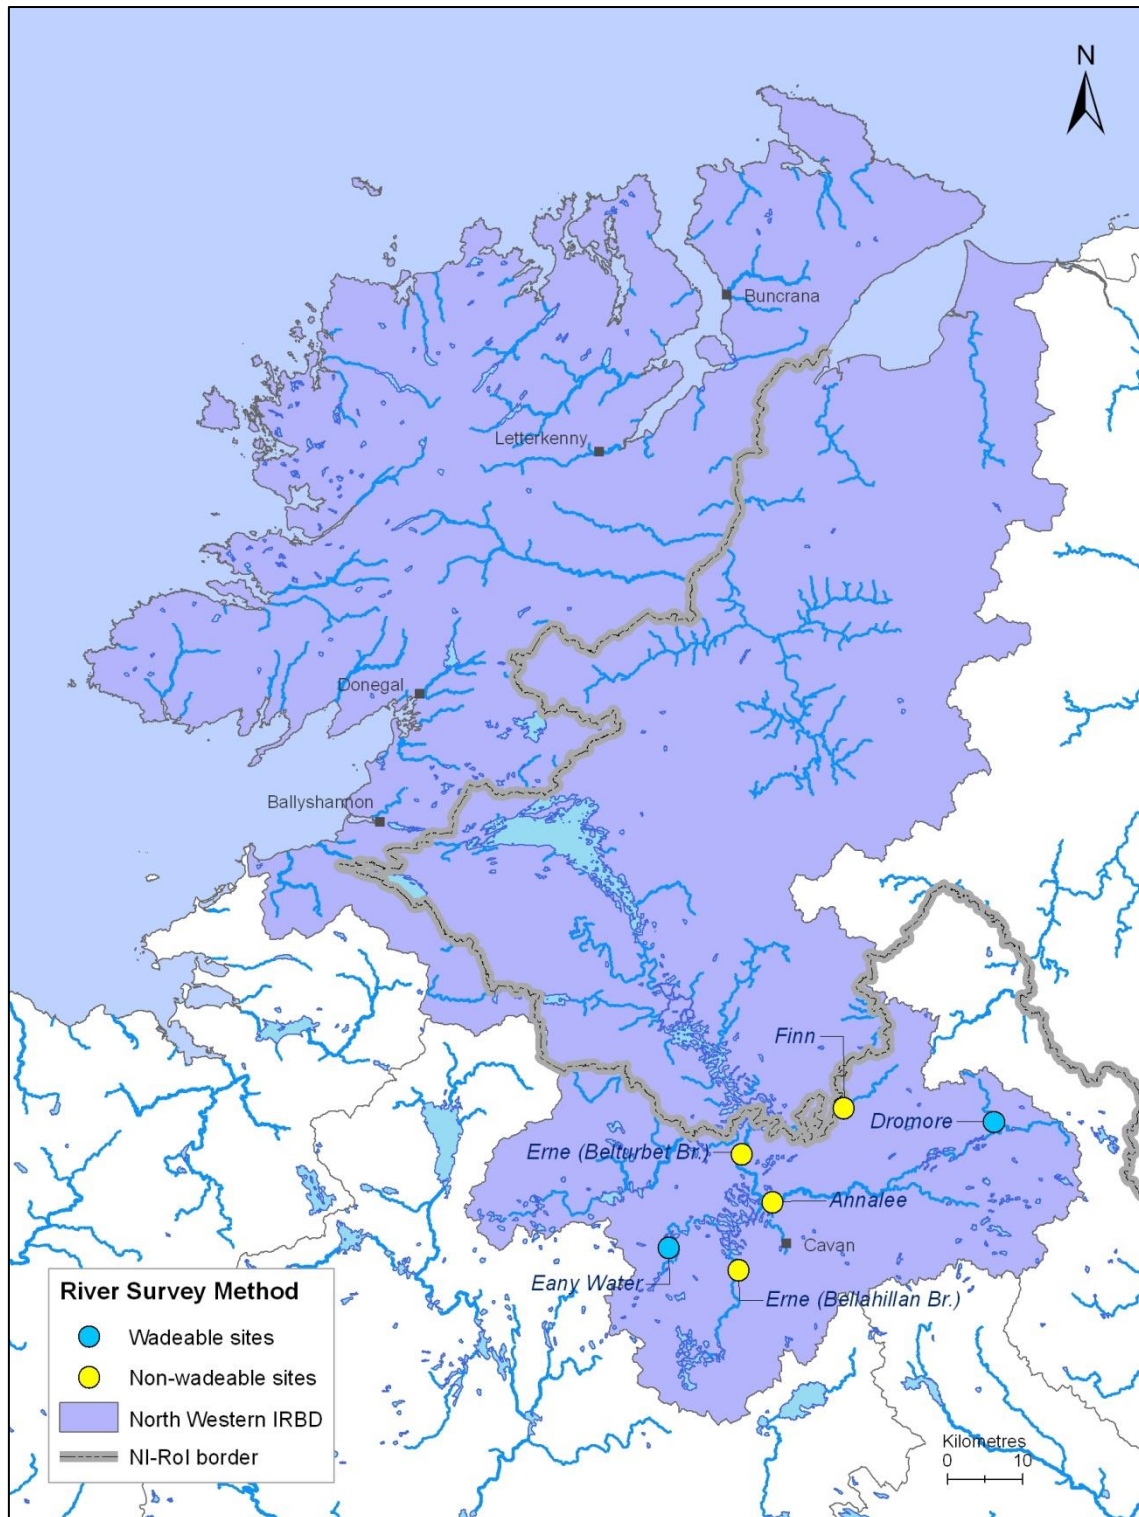 N
Buncrana
Letterkenny
Donegal
Ballyshannon
Finn
Dromore
Erne (Belturbet Br.)
Annalee
Cavan
Eany Water
Erne (Bellahillan Br.)
River Survey Method
Wadeable sites
Non-wadeable sites
North Western IRBD
NI-RoI border
Kilometres
0 10